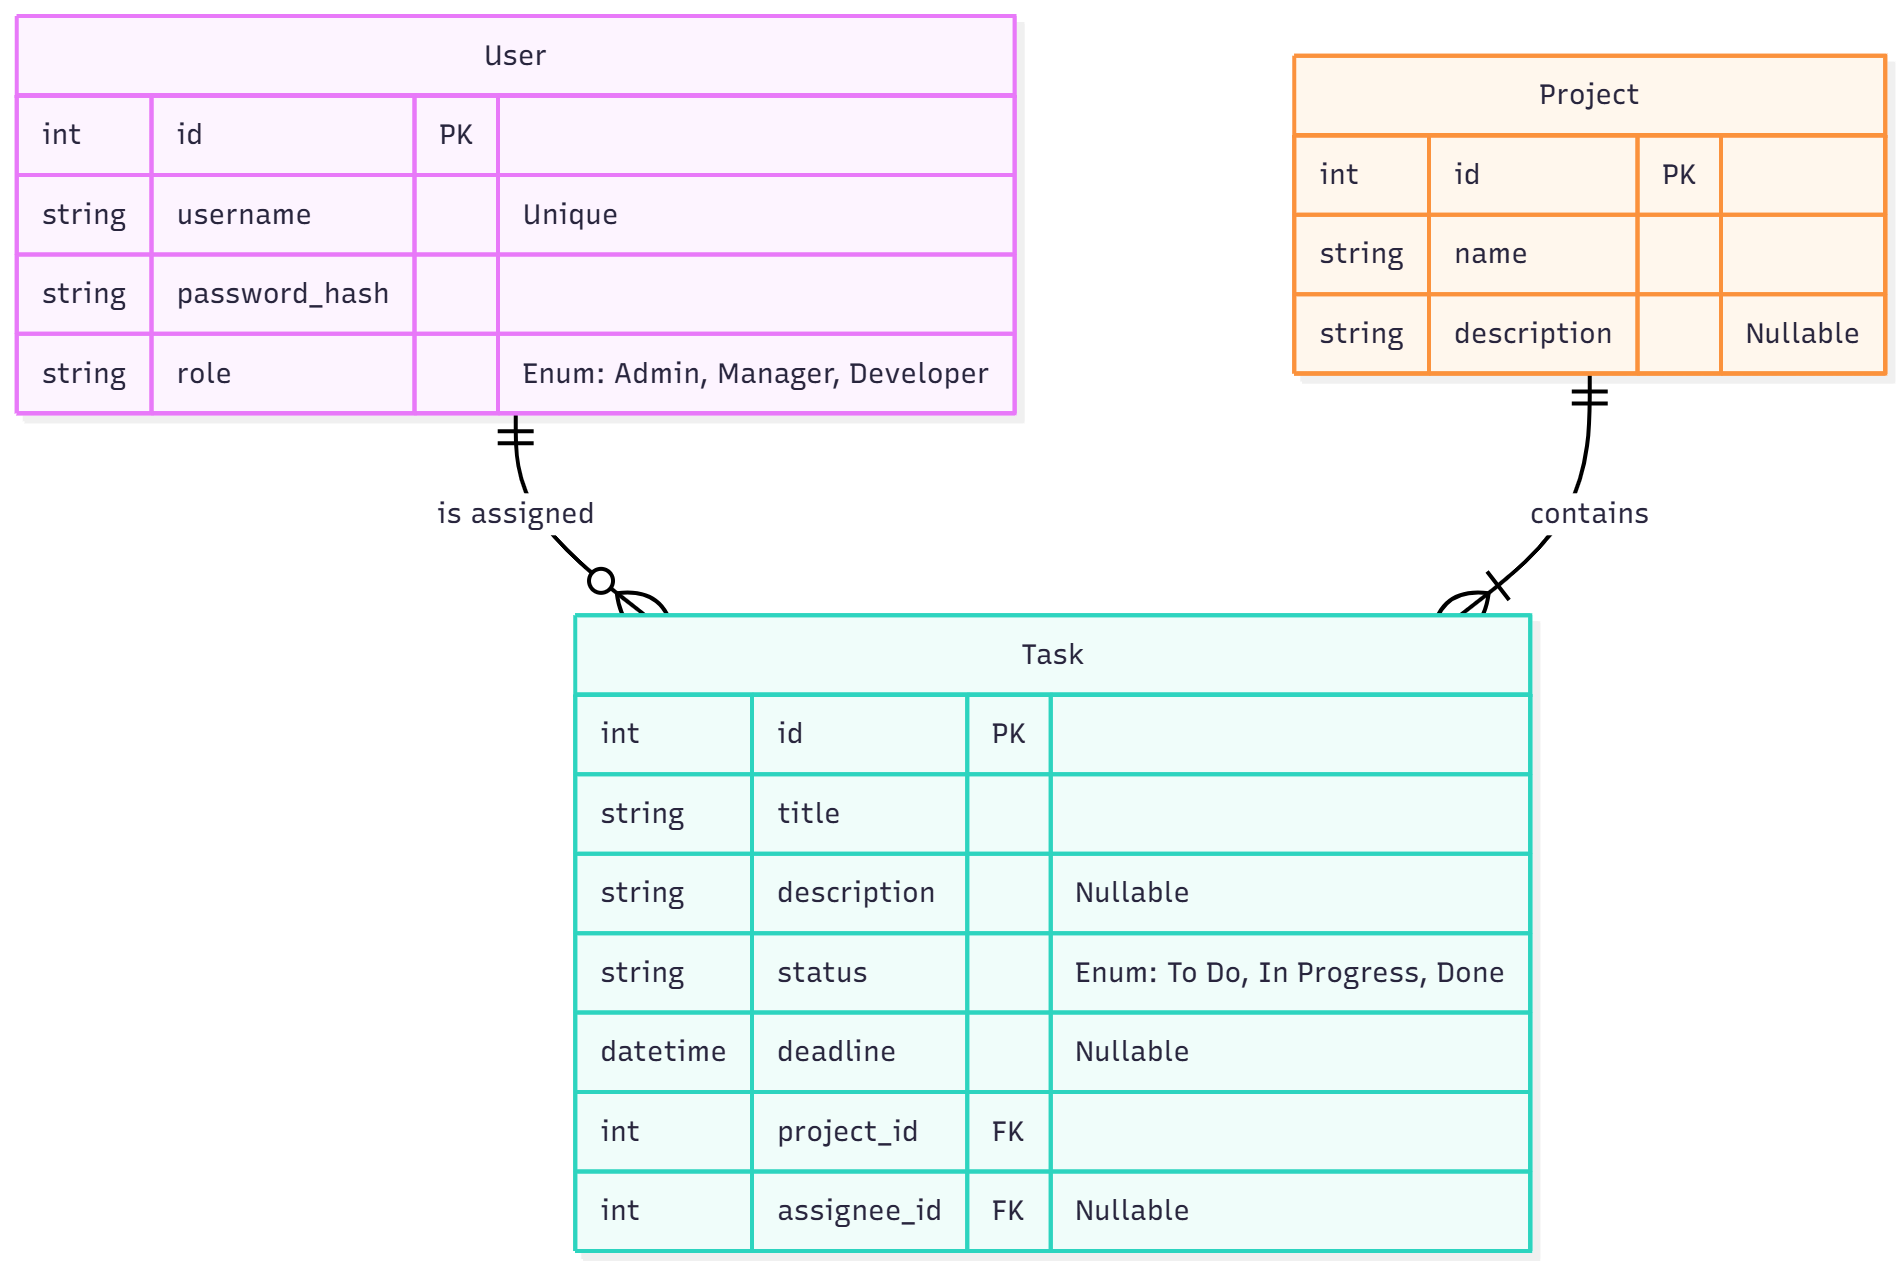 User
int id PK
string username Unique
string password_hash
string role Enum: Admin, Manager, Developer
Project
int id PK
string name
string description Nullable
is assigned
contains
Task
int id PK
string title
string description Nullable
string status Enum: To Do, In Progress, Done
datetime deadline Nullable
int project_id FK
int assignee_id FK Nullable